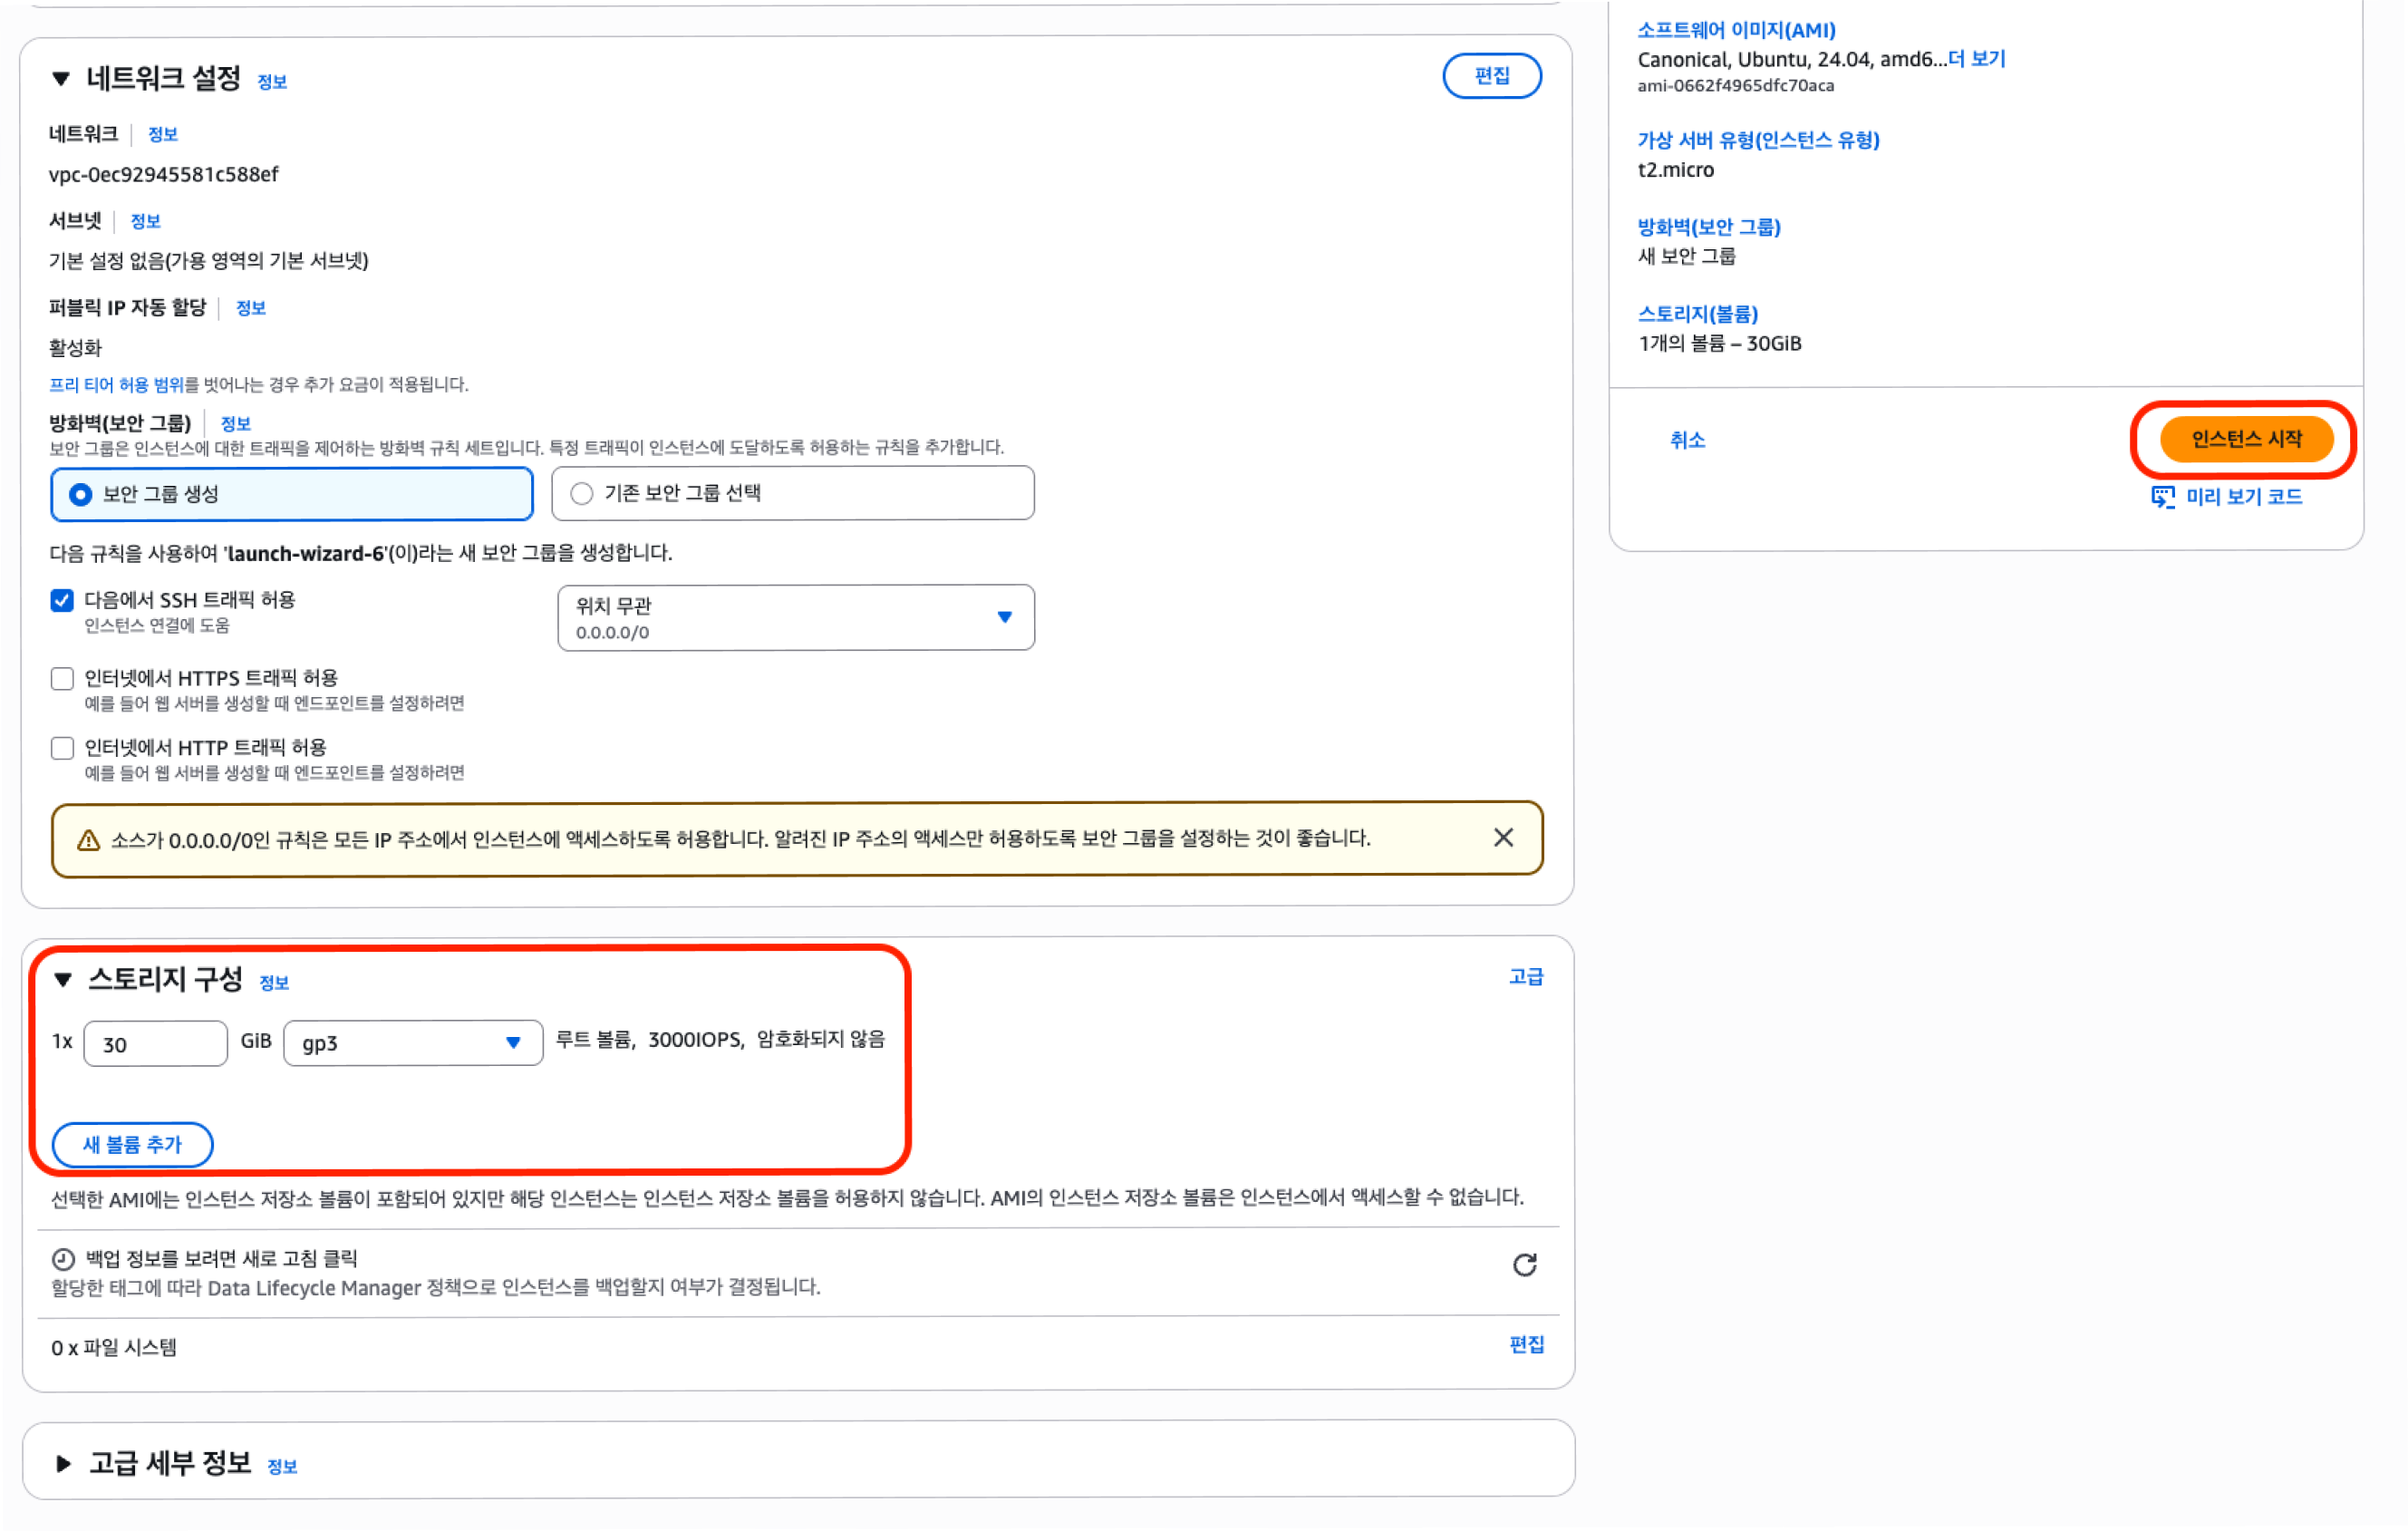 네트워크 설정 정보
편집
네트워크 정보
vpc-0ec92945581c588ef
서브넷 정보
기본 설정 없음(가용 영역의 기본 서브넷)
퍼블릭 IP 자동 할당 정보
활성화
프리 티어 허용 범위를 벗어나는 경우 추가 요금이 적용됩니다.
방화벽(보안 그룹) 정보
보안 그룹은 인스턴스에 대한 트래픽을 제어하는 방화벽 규칙 세트입니다. 특정 트래픽이 인스턴스에 도달하도록 허용하는 규칙을 추가합니다.
보안 그룹 생성
기존 보안 그룹 선택
다음 규칙을 사용하여 'launch-wizard-6'(이)라는 새 보안 그룹을 생성합니다.
다음에서 SSH 트래픽 허용
인스턴스 연결에 도움
위치 무관
0.0.0.0/0
인터넷에서 HTTPS 트래픽 허용
예를 들어 웹 서버를 생성할 때 엔드포인트를 설정하려면
인터넷에서 HTTP 트래픽 허용
예를 들어 웹 서버를 생성할 때 엔드포인트를 설정하려면
소스가 0.0.0.0/0인 규칙은 모든 IP 주소에서 인스턴스에 액세스하도록 허용합니다. 알려진 IP 주소의 액세스만 허용하도록 보안 그룹을 설정하는 것이 좋습니다.
스토리지 구성 정보
고급
1x 30 GiB gp3 루트 볼륨, 3000IOPS, 암호화되지 않음
새 볼륨 추가
선택한 AMI에는 인스턴스 저장소 볼륨이 포함되어 있지만 해당 인스턴스는 인스턴스 저장소 볼륨을 허용하지 않습니다. AMI의 인스턴스 저장소 볼륨은 인스턴스에서 액세스할 수 없습니다.
백업 정보를 보려면 새로 고침 클릭
할당한 태그에 따라 Data Lifecycle Manager 정책으로 인스턴스를 백업할지 여부가 결정됩니다.
0 x 파일 시스템
편집
고급 세부 정보 정보
소프트웨어 이미지(AMI)
Canonical, Ubuntu, 24.04, amd6...더 보기
ami-0662f4965dfc70aca
가상 서버 유형(인스턴스 유형)
t2.micro
방화벽(보안 그룹)
새 보안 그룹
스토리지(볼륨)
1개의 볼륨 – 30GiB
취소
인스턴스 시작
미리 보기 코드